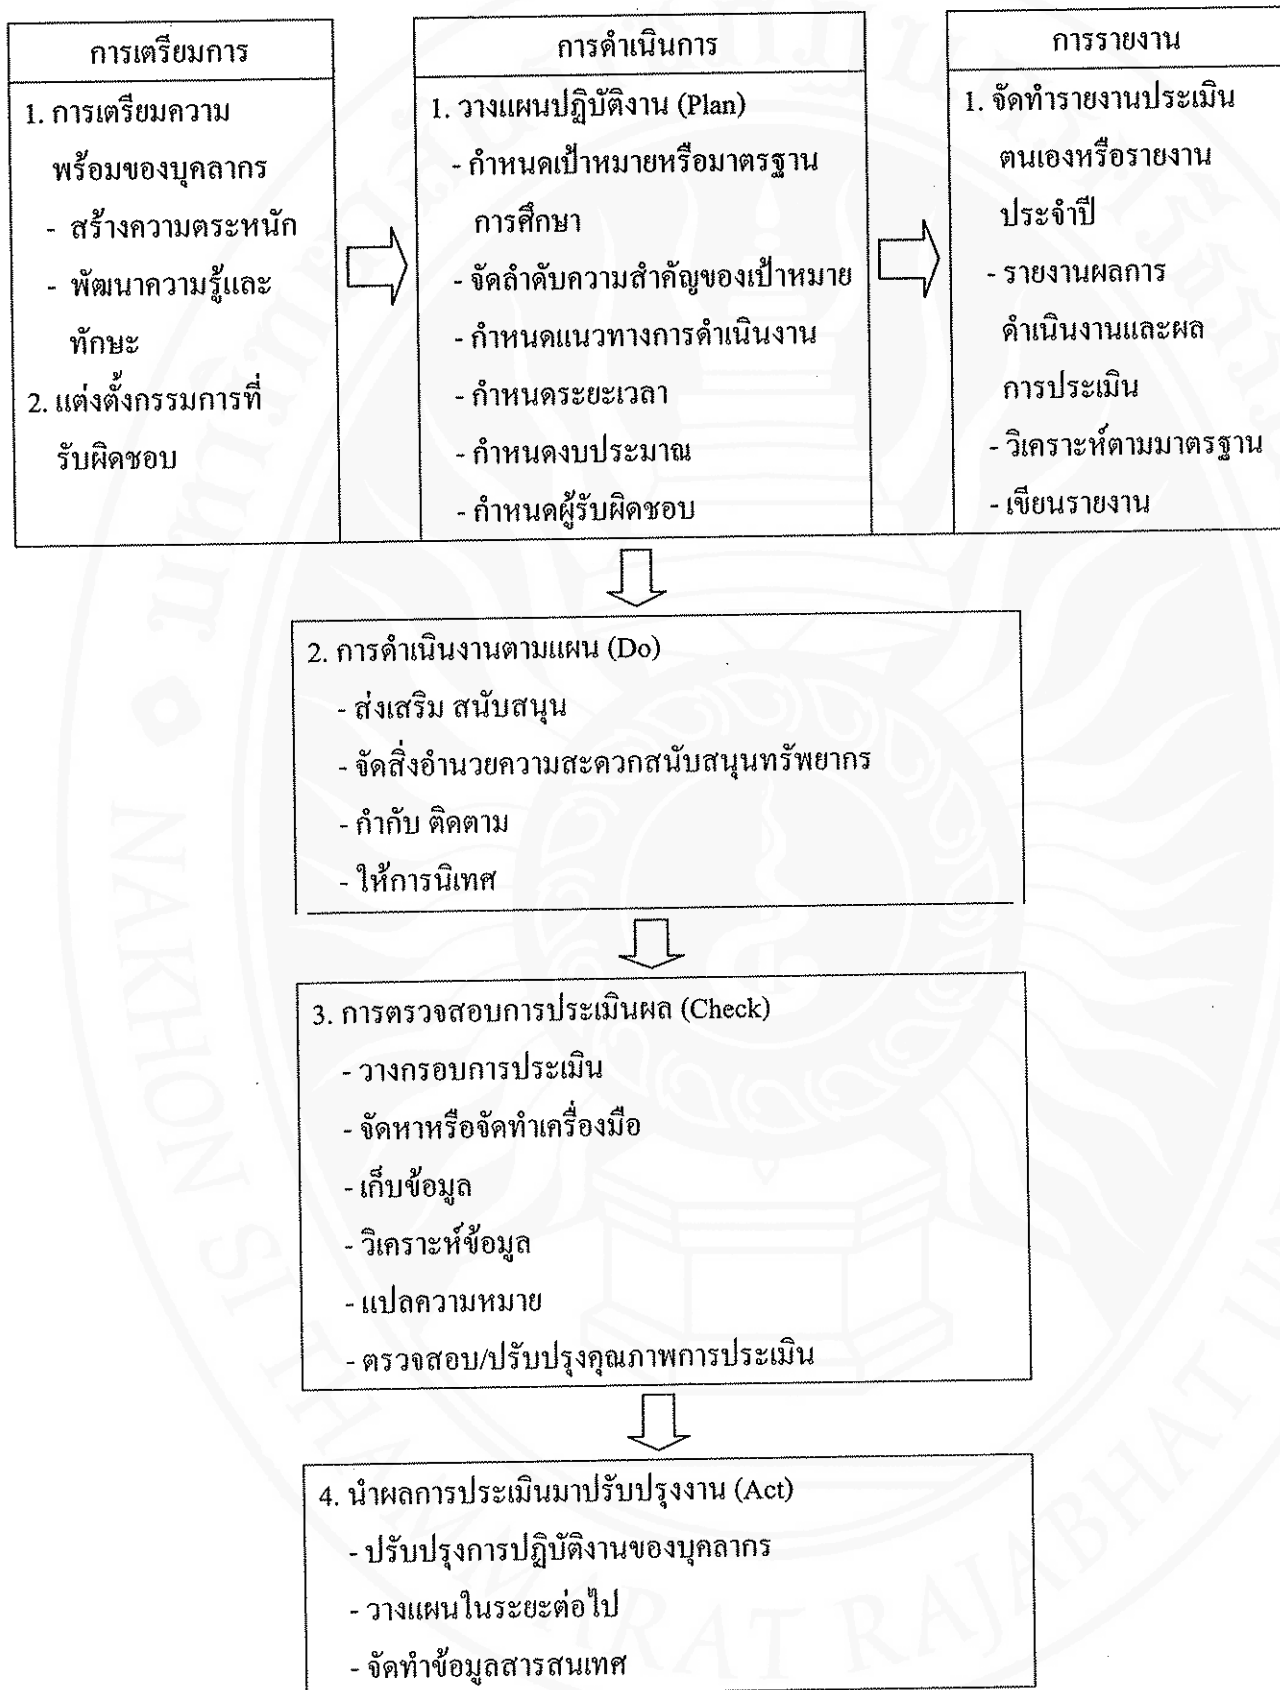 การเตรียมการ
1. การเตรียมความ
พร้อมของบุคลากร
- สร้างความตระหนัก
- พัฒนาความรู้และ
ทักษะ
2. แต่งตั้งกรรมการที่
รับผิดชอบ
การดำเนินการ
1. วางแผนปฏิบัติงาน (Plan)
- กำหนดเป้าหมายหรือมาตรฐาน
การศึกษา
- จัดลำดับความสำคัญของเป้าหมาย
- กำหนดแนวทางการดำเนินงาน
- กำหนดระยะเวลา
- กำหนดงบประมาณ
- กำหนดผู้รับผิดชอบ
การรายงาน
1. จัดทำรายงานประเมิน
ตนเองหรือรายงาน
ประจำปี
- รายงานผลการ
ดำเนินงานและผล
การประเมิน
- วิเคราะห์ตามมาตรฐาน
- เขียนรายงาน
2. การดำเนินงานตามแผน (Do)
- ส่งเสริม สนับสนุน
- จัดสิ่งอำนวยความสะดวกสนับสนุนทรัพยากร
- กำกับ ติดตาม
- ให้การนิเทศ
3. การตรวจสอบการประเมินผล (Check)
- วางกรอบการประเมิน
- จัดหาหรือจัดทำเครื่องมือ
- เก็บข้อมูล
- วิเคราะห์ข้อมูล
- แปลความหมาย
- ตรวจสอบ/ปรับปรุงคุณภาพการประเมิน
4. นำผลการประเมินมาปรับปรุงงาน (Act)
- ปรับปรุงการปฏิบัติงานของบุคลากร
- วางแผนในระยะต่อไป
- จัดทำข้อมูลสารสนเทศ
NAKHON SI THAMMARAT RAJABHAT